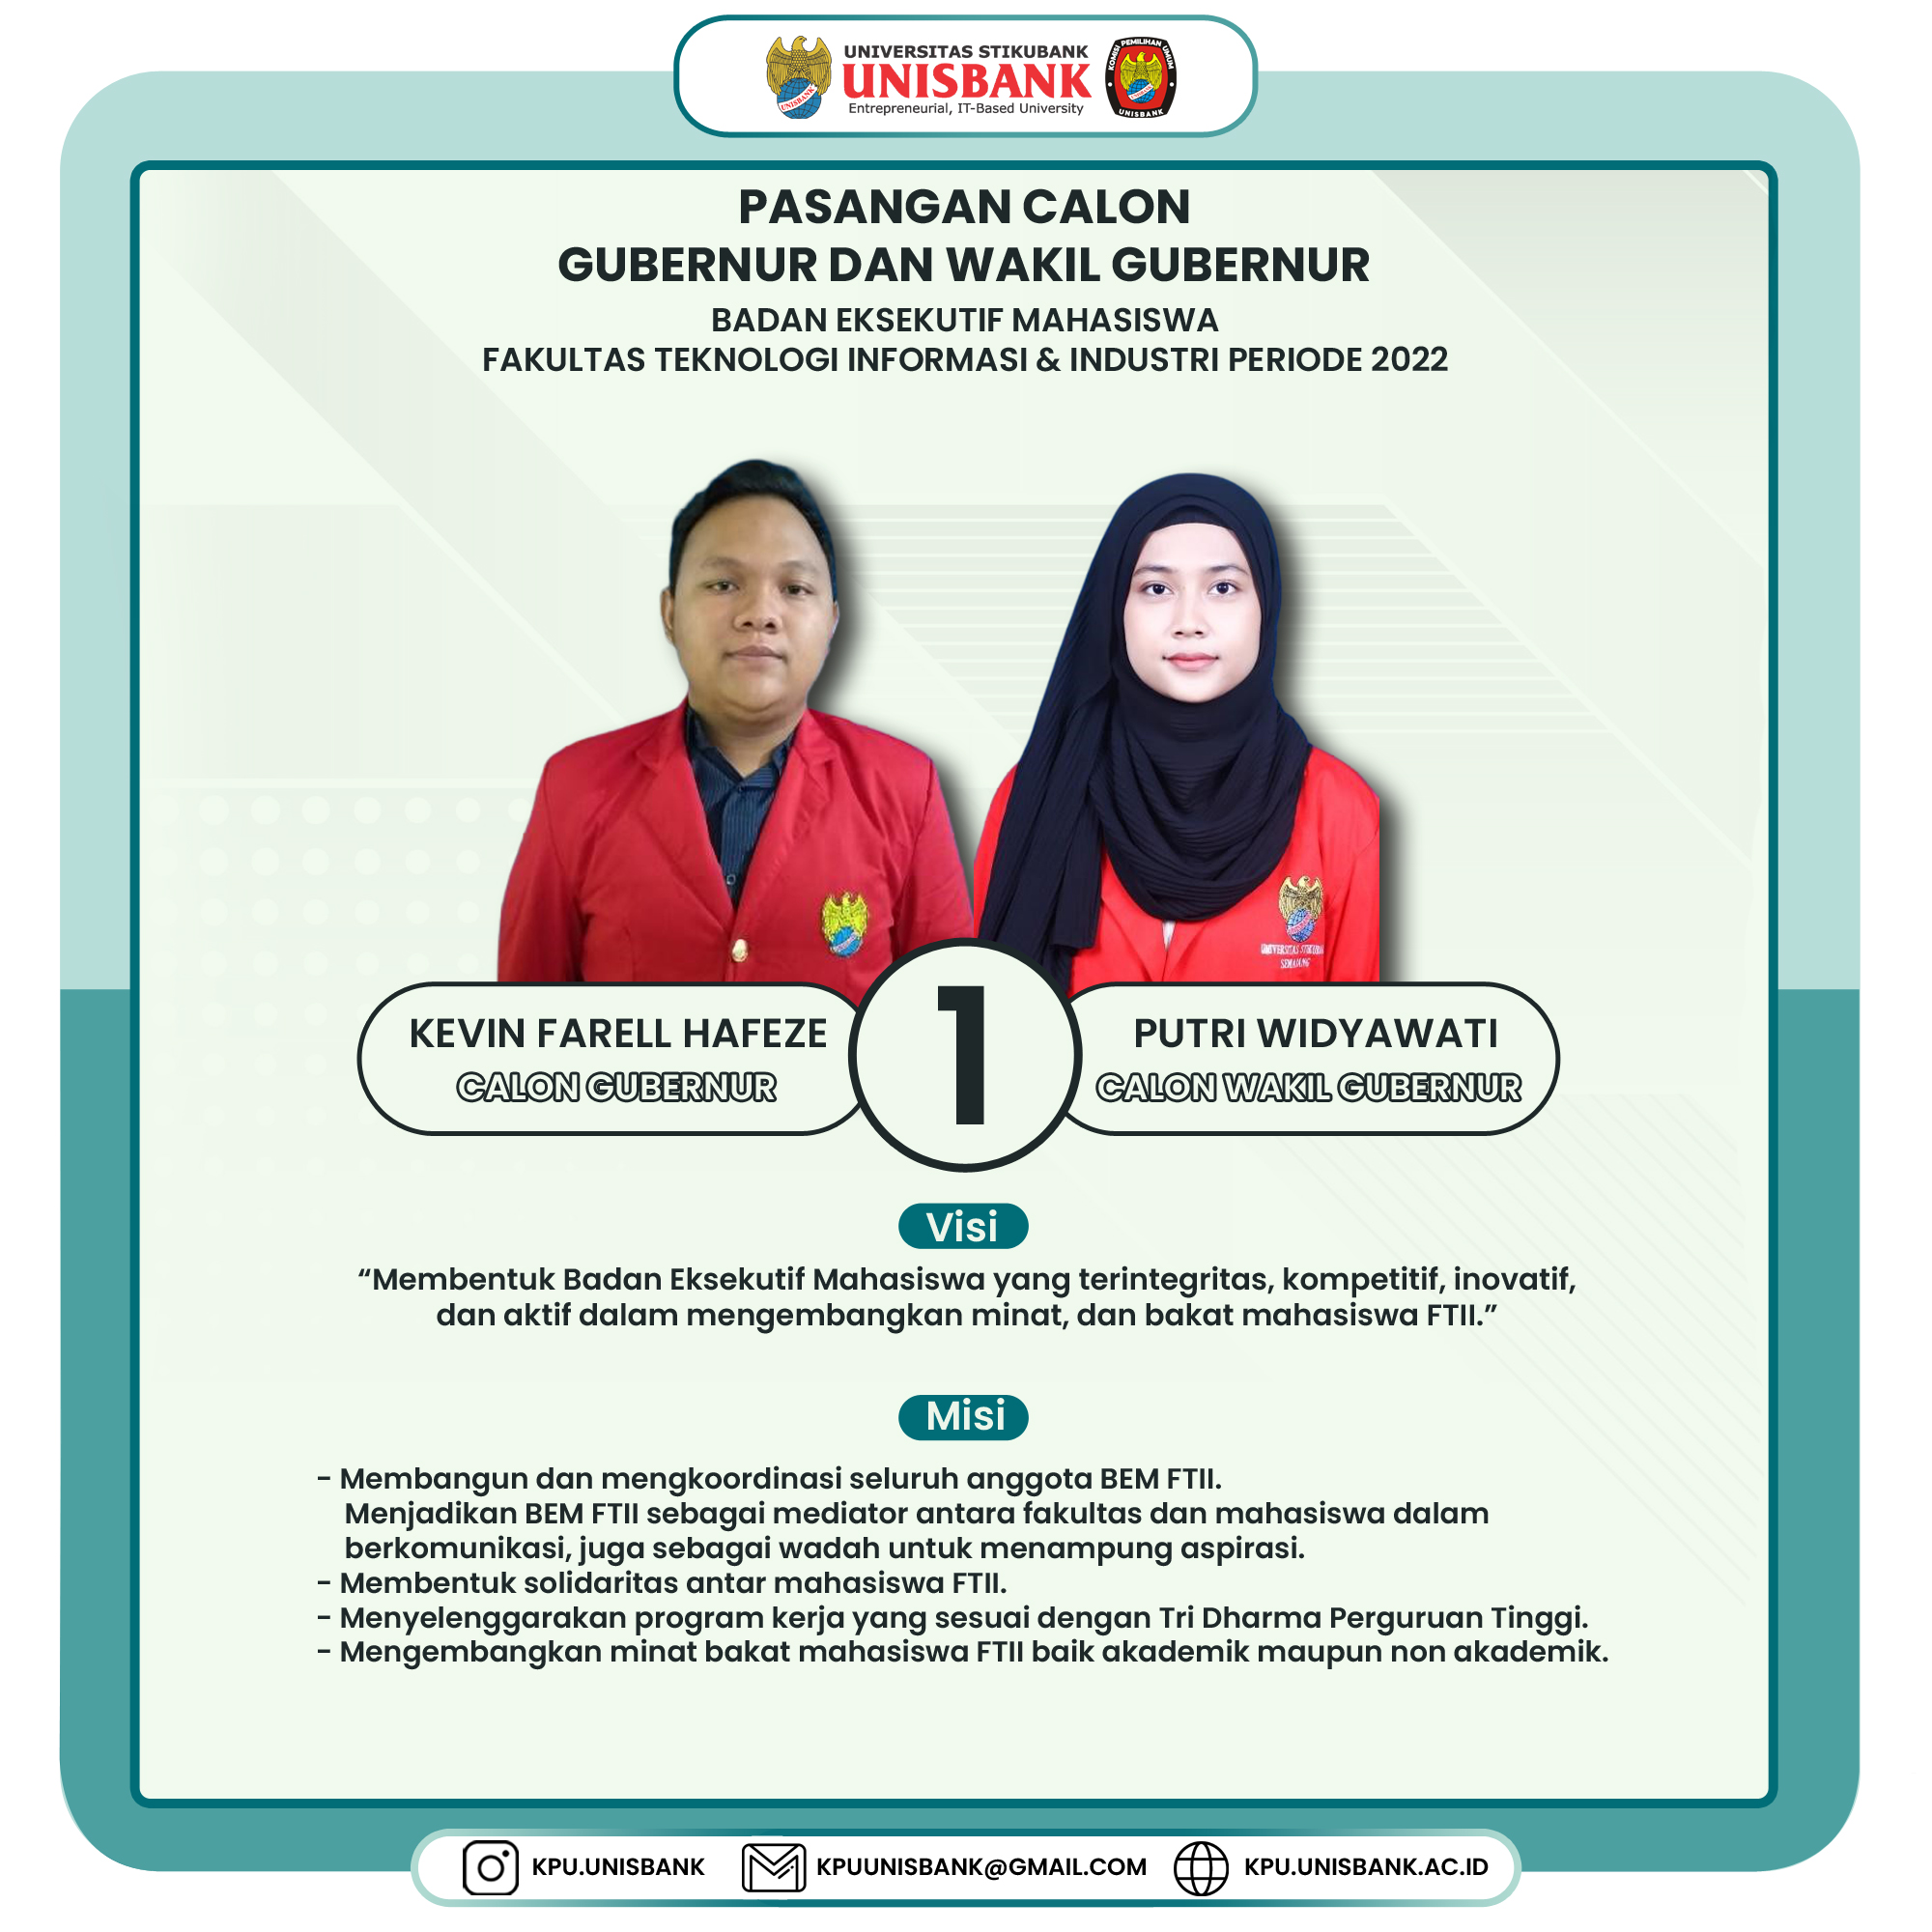 UNIVERSITAS STIKUBANK
UNISBANK
Entrepreneurial, IT-Based University
UNISBANK
KOMISI PEMILIHAN UMUM
UNISBANK
PASANGAN CALON
GUBERNUR DAN WAKIL GUBERNUR
BADAN EKSEKUTIF MAHASISWA
FAKULTAS TEKNOLOGI INFORMASI & INDUSTRI PERIODE 2022
KEVIN FARELL HAFEZE
CALON GUBERNUR
1
PUTRI WIDYAWATI
CALON WAKIL GUBERNUR
Visi
“Membentuk Badan Eksekutif Mahasiswa yang terintegritas, kompetitif, inovatif,
dan aktif dalam mengembangkan minat, dan bakat mahasiswa FTII.”
Misi
- Membangun dan mengkoordinasi seluruh anggota BEM FTII.
Menjadikan BEM FTII sebagai mediator antara fakultas dan mahasiswa dalam
berkomunikasi, juga sebagai wadah untuk menampung aspirasi.
- Membentuk solidaritas antar mahasiswa FTII.
- Menyelenggarakan program kerja yang sesuai dengan Tri Dharma Perguruan Tinggi.
- Mengembangkan minat bakat mahasiswa FTII baik akademik maupun non akademik.
KPU.UNISBANK
KPUUNISBANK@GMAIL.COM
KPU.UNISBANK.AC.ID